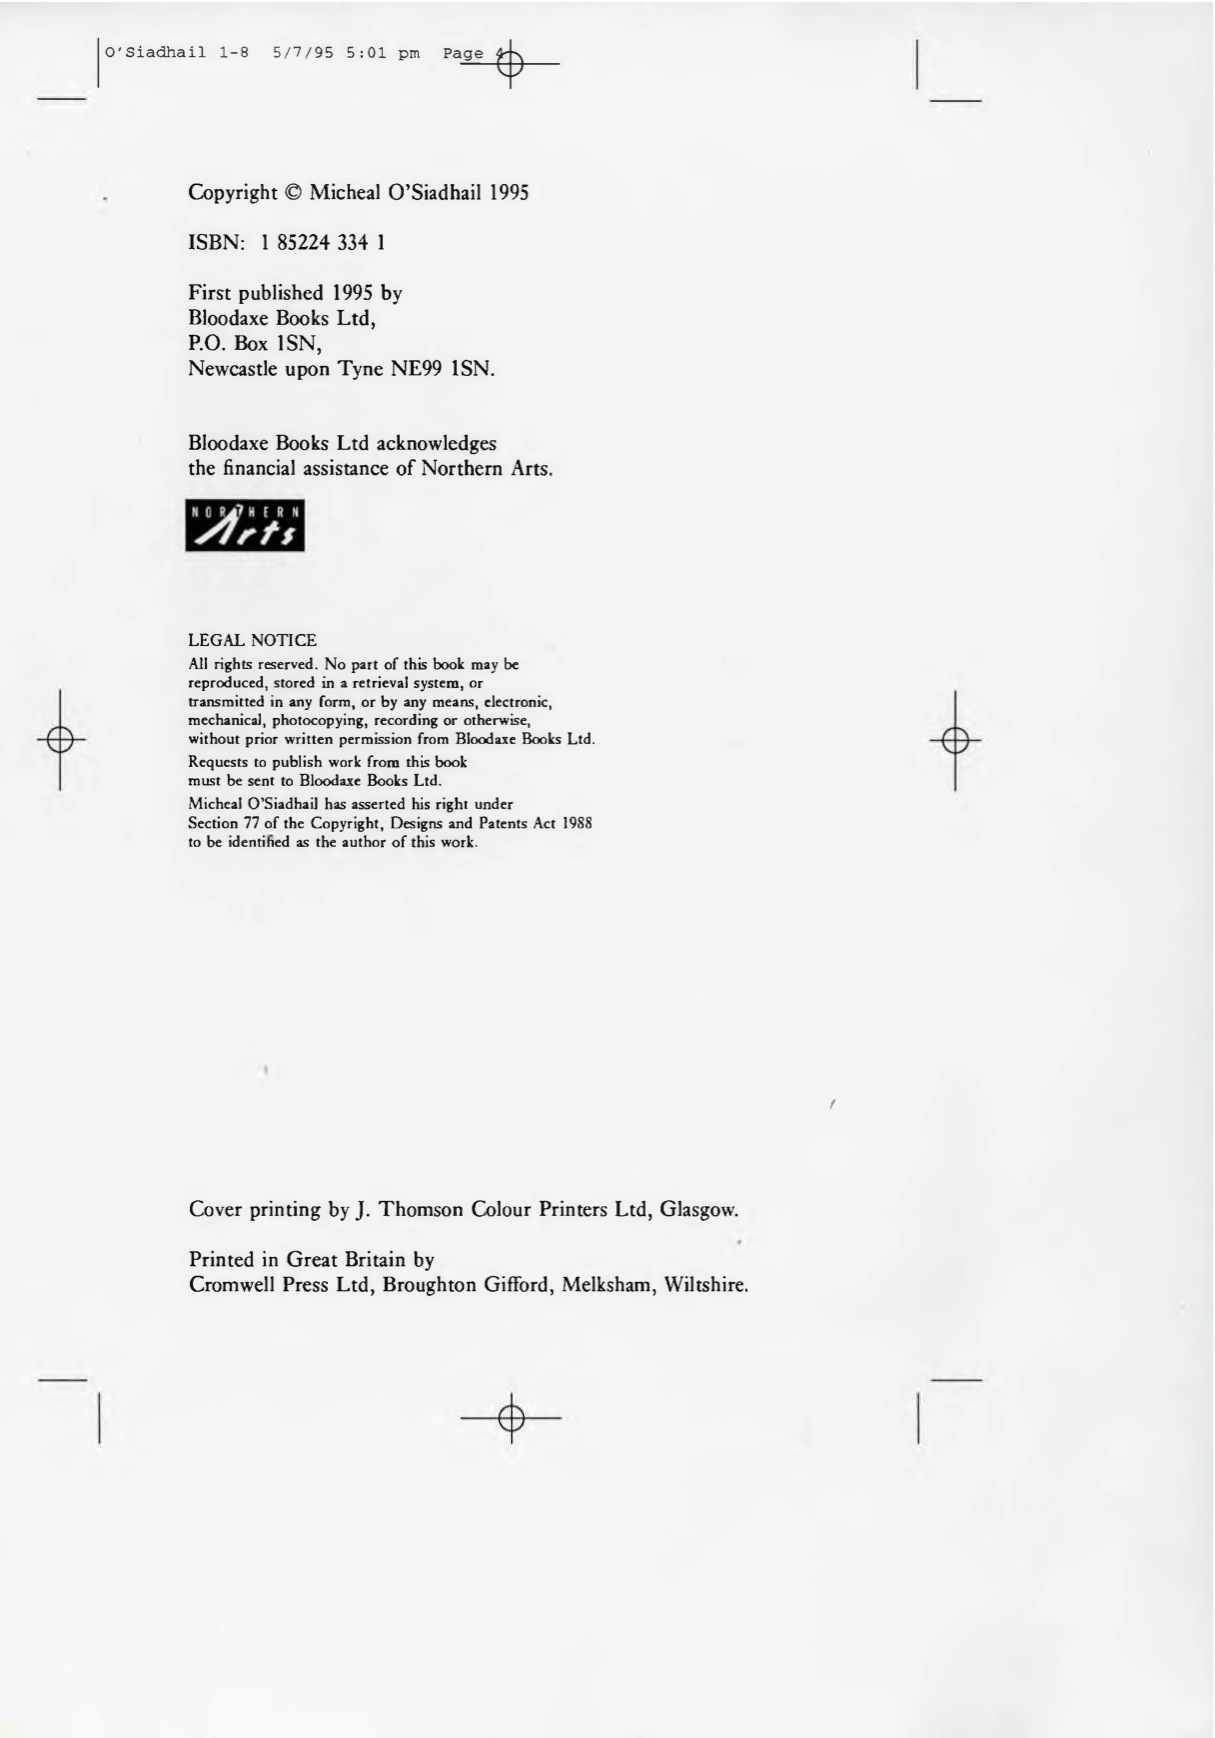 O'Siadhail 1-8  5/7/95 5:01 pm  Page 4
Copyright © Micheal O'Siadhail 1995
ISBN: 1 85224 334 1
First published 1995 by
Bloodaxe Books Ltd,
P.O. Box 1SN,
Newcastle upon Tyne NE99 1SN.
Bloodaxe Books Ltd acknowledges
the financial assistance of Northern Arts.
NORTHERN
Arts
LEGAL NOTICE
All rights reserved. No part of this book may be
reproduced, stored in a retrieval system, or
transmitted in any form, or by any means, electronic,
mechanical, photocopying, recording or otherwise,
without prior written permission from Bloodaxe Books Ltd.
Requests to publish work from this book
must be sent to Bloodaxe Books Ltd.
Micheal O'Siadhail has asserted his right under
Section 77 of the Copyright, Designs and Patents Act 1988
to be identified as the author of this work.
Cover printing by J. Thomson Colour Printers Ltd, Glasgow.
Printed in Great Britain by
Cromwell Press Ltd, Broughton Gifford, Melksham, Wiltshire.